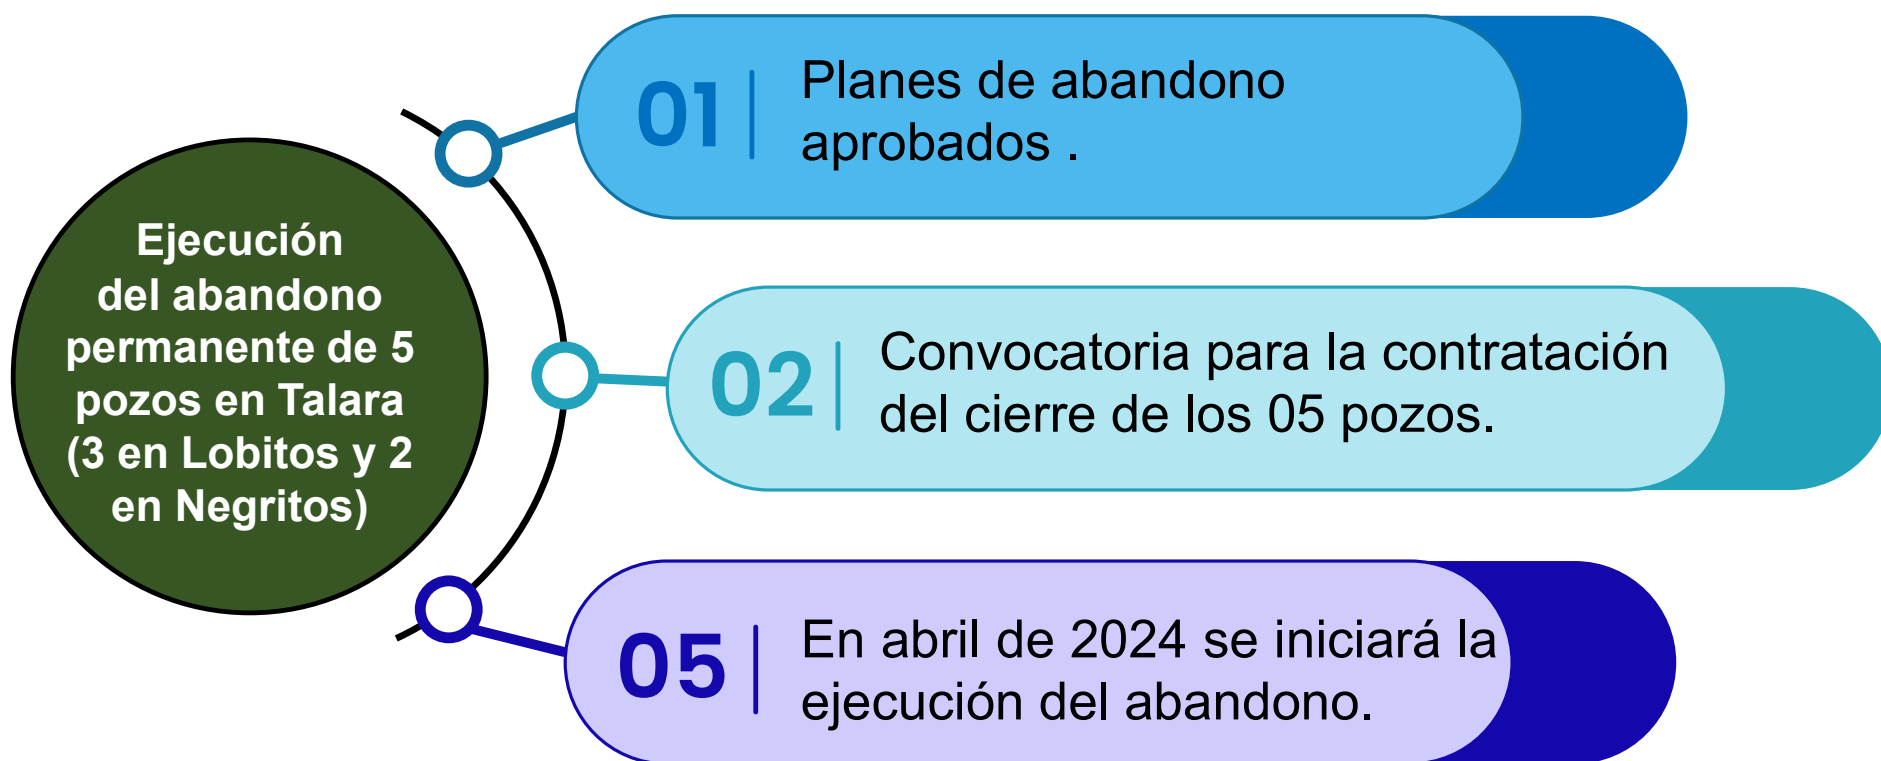 Ejecución
del abandono
permanente de 5
pozos en Talara
(3 en Lobitos y 2
en Negritos)
01
Planes de abandono
aprobados .
02
Convocatoria para la contratación
del cierre de los 05 pozos.
05
En abril de 2024 se iniciará la
ejecución del abandono.